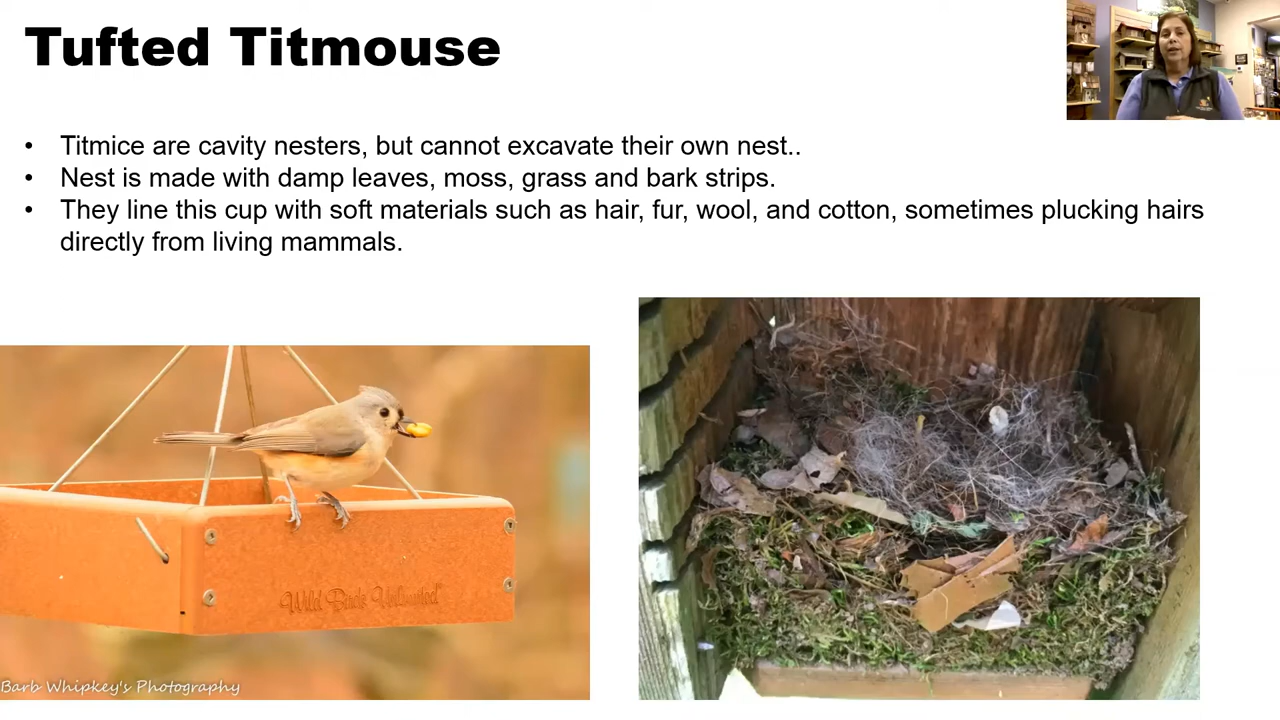 Tufted Titmouse
• Titmice are cavity nesters, but cannot excavate their own nest..
• Nest is made with damp leaves, moss, grass and bark strips.
• They line this cup with soft materials such as hair, fur, wool, and cotton, sometimes plucking hairs
directly from living mammals.
Wild Birds Unlimited
Barb Whipkey's Photography